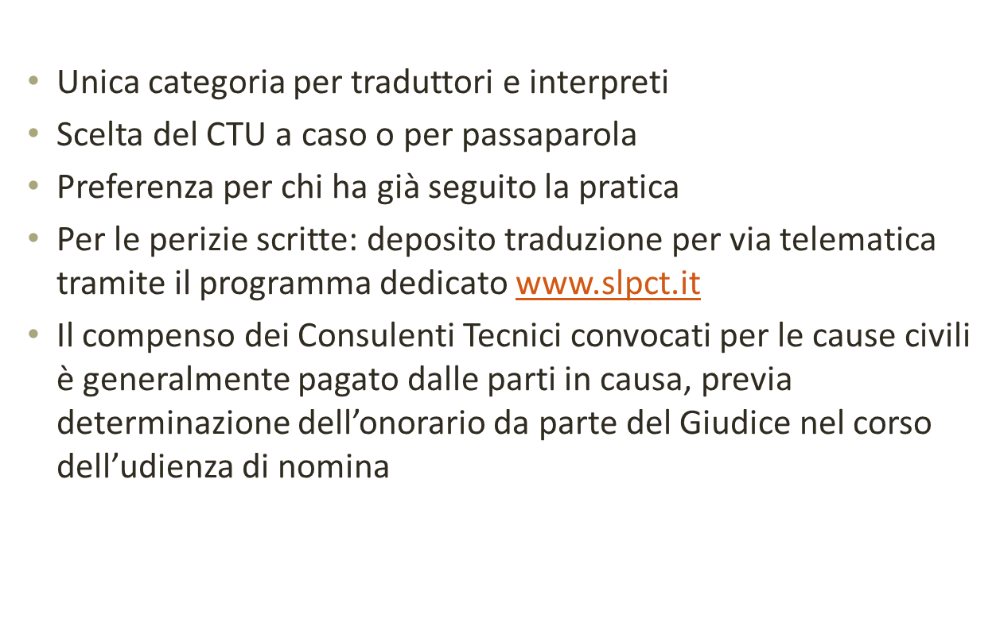 • Unica categoria per traduttori e interpreti
• Scelta del CTU a caso o per passaparola
• Preferenza per chi ha già seguito la pratica
• Per le perizie scritte: deposito traduzione per via telematica
tramite il programma dedicato www.slpct.it
• Il compenso dei Consulenti Tecnici convocati per le cause civili
è generalmente pagato dalle parti in causa, previa
determinazione dell’onorario da parte del Giudice nel corso
dell’udienza di nomina